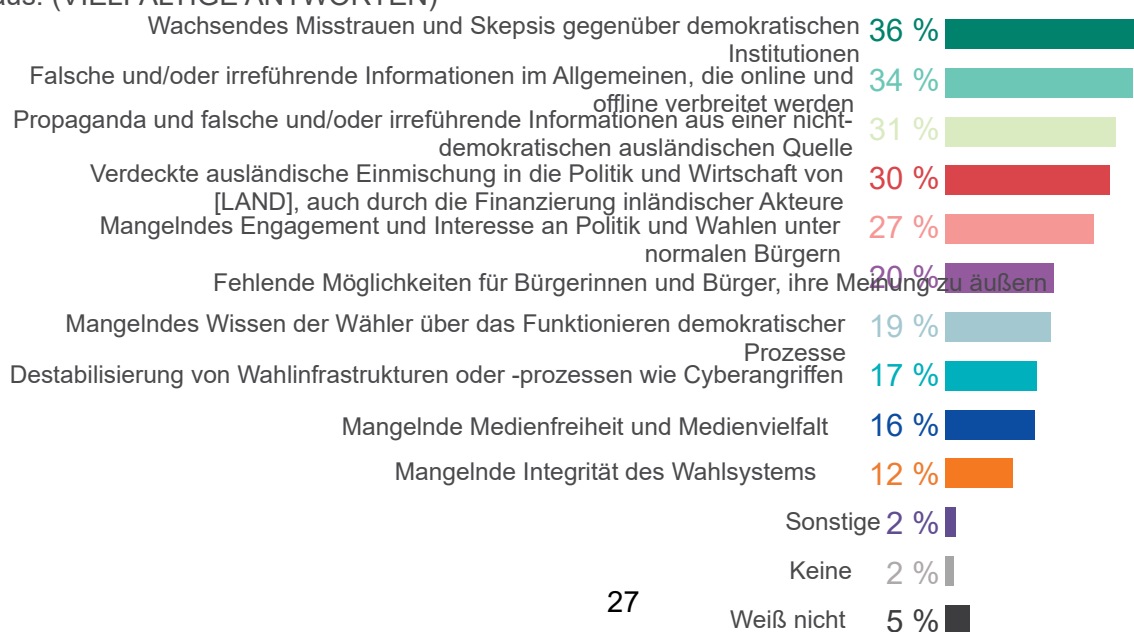 aus: (VIELFÄLTIGE ANTWORTEN)
Wachsendes Misstrauen und Skepsis gegenüber demokratischen
Institutionen
36 %
Falsche und/oder irreführende Informationen im Allgemeinen, die online und
offline verbreitet werden
34 %
Propaganda und falsche und/oder irreführende Informationen aus einer nicht-
demokratischen ausländischen Quelle
31 %
Verdeckte ausländische Einmischung in die Politik und Wirtschaft von
[LAND], auch durch die Finanzierung inländischer Akteure
30 %
Mangelndes Engagement und Interesse an Politik und Wahlen unter
normalen Bürgern
27 %
Fehlende Möglichkeiten für Bürgerinnen und Bürger, ihre Meinung zu äußern
20 %
Mangelndes Wissen der Wähler über das Funktionieren demokratischer
Prozesse
19 %
Destabilisierung von Wahlinfrastrukturen oder -prozessen wie Cyberangriffen
17 %
Mangelnde Medienfreiheit und Medienvielfalt
16 %
Mangelnde Integrität des Wahlsystems
12 %
Sonstige
2 %
Keine
2 %
27
Weiß nicht
5 %